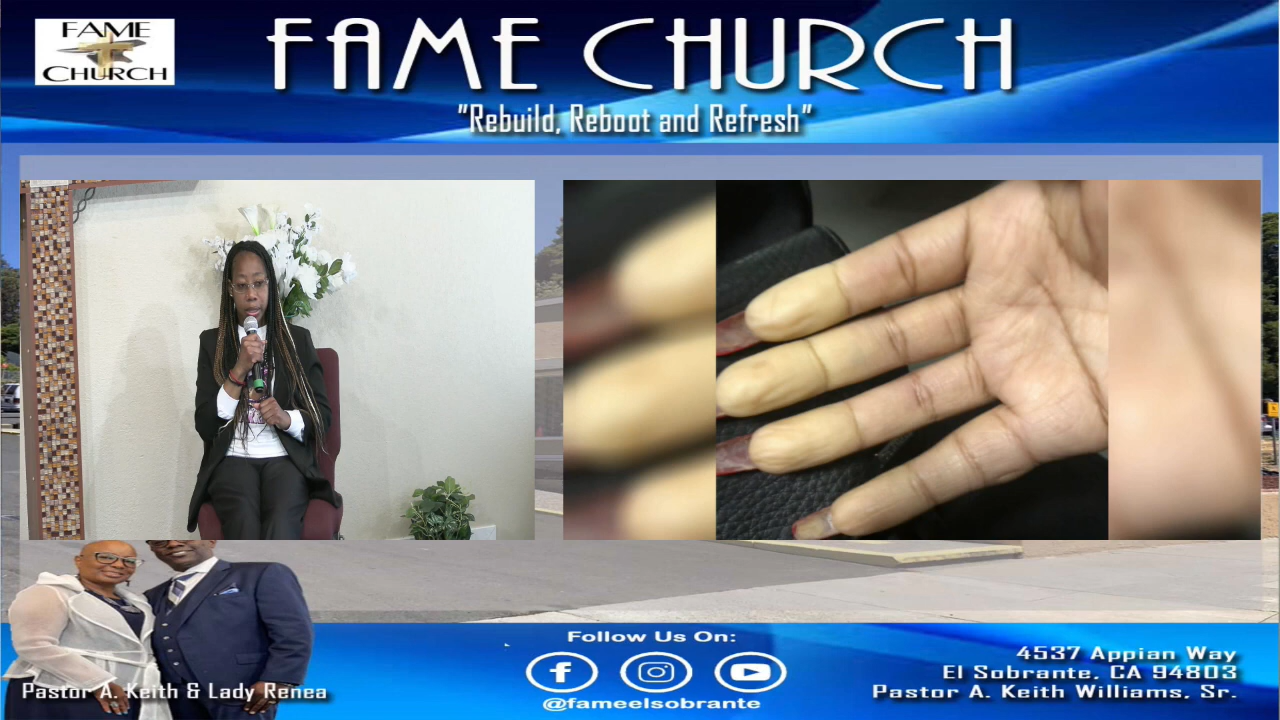 FAME
CHURCH
FAME CHURCH
"Rebuild, Reboot and Refresh"
Follow Us On:
@fameelsobrante
Pastor A. Keith & Lady Renea
4537 Appian Way
El Sobrante, CA 94803
Pastor A. Keith Williams, Sr.